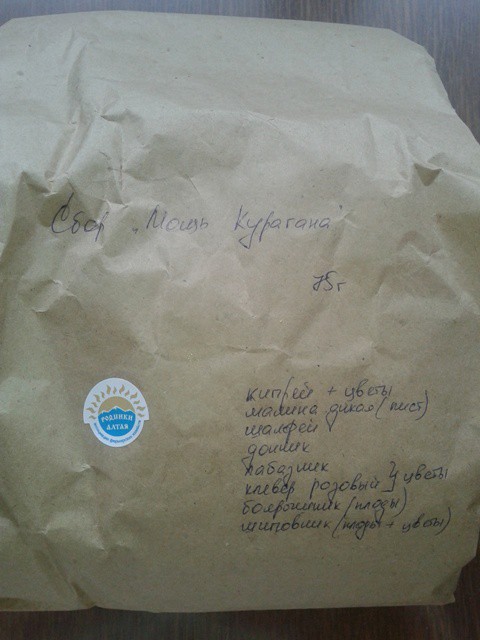 Сбор "Мощь Курагана"
75г
кипрей + цветы
малина дикая (лист)
шалфей
донник
лабазник
клевер розовый } цветы
боярышник (плоды)
шиповник (плоды + цветы)
РОДНИКИ
АЛТАЯ